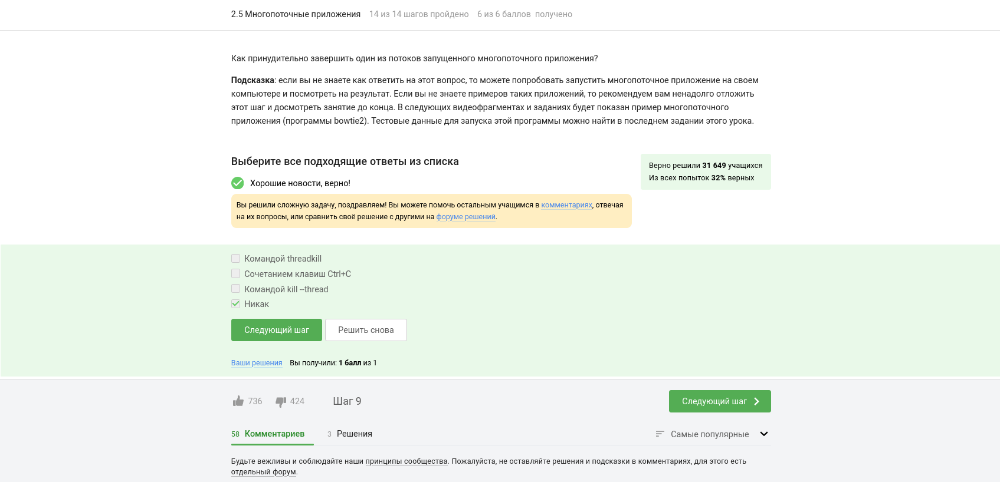 2.5 Многопоточные приложения 14 из 14 шагов пройдено 6 из 6 баллов получено
Как принудительно завершить один из потоков запущенного многопоточного приложения?
Подсказка: если вы не знаете как ответить на этот вопрос, то можете попробовать запустить многопоточное приложение на своем
компьютере и посмотреть на результат. Если вы не знаете примеров таких приложений, то рекомендуем вам ненадолго отложить
этот шаг и досмотреть занятие до конца. В следующих видеофрагментах и заданиях будет показан пример многопоточного
приложения (программы bowtie2). Тестовые данные для запуска этой программы можно найти в последнем задании этого урока.
Выберите все подходящие ответы из списка
Верно решили 31 649 учащихся
Из всех попыток 32% верных
Хорошие новости, верно!
Вы решили сложную задачу, поздравляем! Вы можете помочь остальным учащимся в комментариях, отвечая
на их вопросы, или сравнить своё решение с другими на форуме решений.
Командой threadkill
Сочетанием клавиш Ctrl+C
Командой kill --thread
Никак
Следующий шаг Решить снова
Ваши решения Вы получили: 1 балл из 1
736 424 Шаг 9 Следующий шаг
58 Комментариев 3 Решения Самые популярные
Будьте вежливы и соблюдайте наши принципы сообщества. Пожалуйста, не оставляйте решения и подсказки в комментариях, для этого есть
отдельный форум.